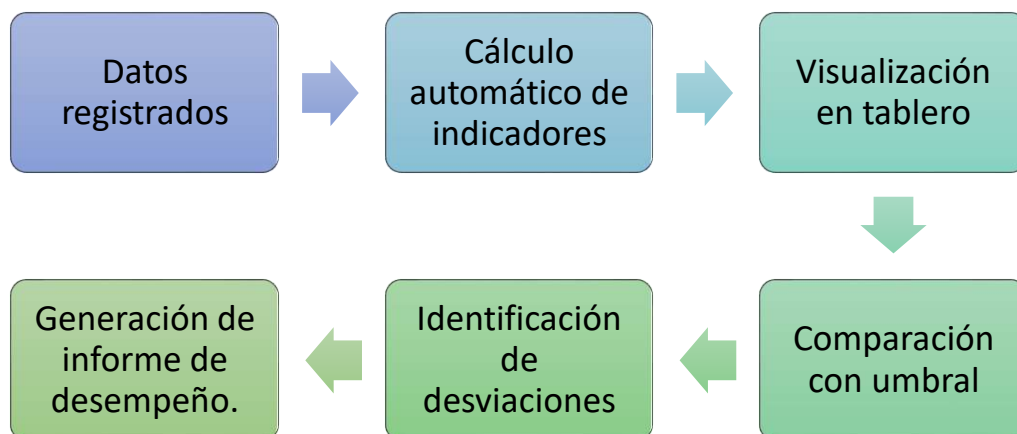 Datos
registrados
Cálculo
automático de
indicadores
Visualización
en tablero
Comparación
con umbral
Identificación
de
desviaciones
Generación de
informe de
desempeño.